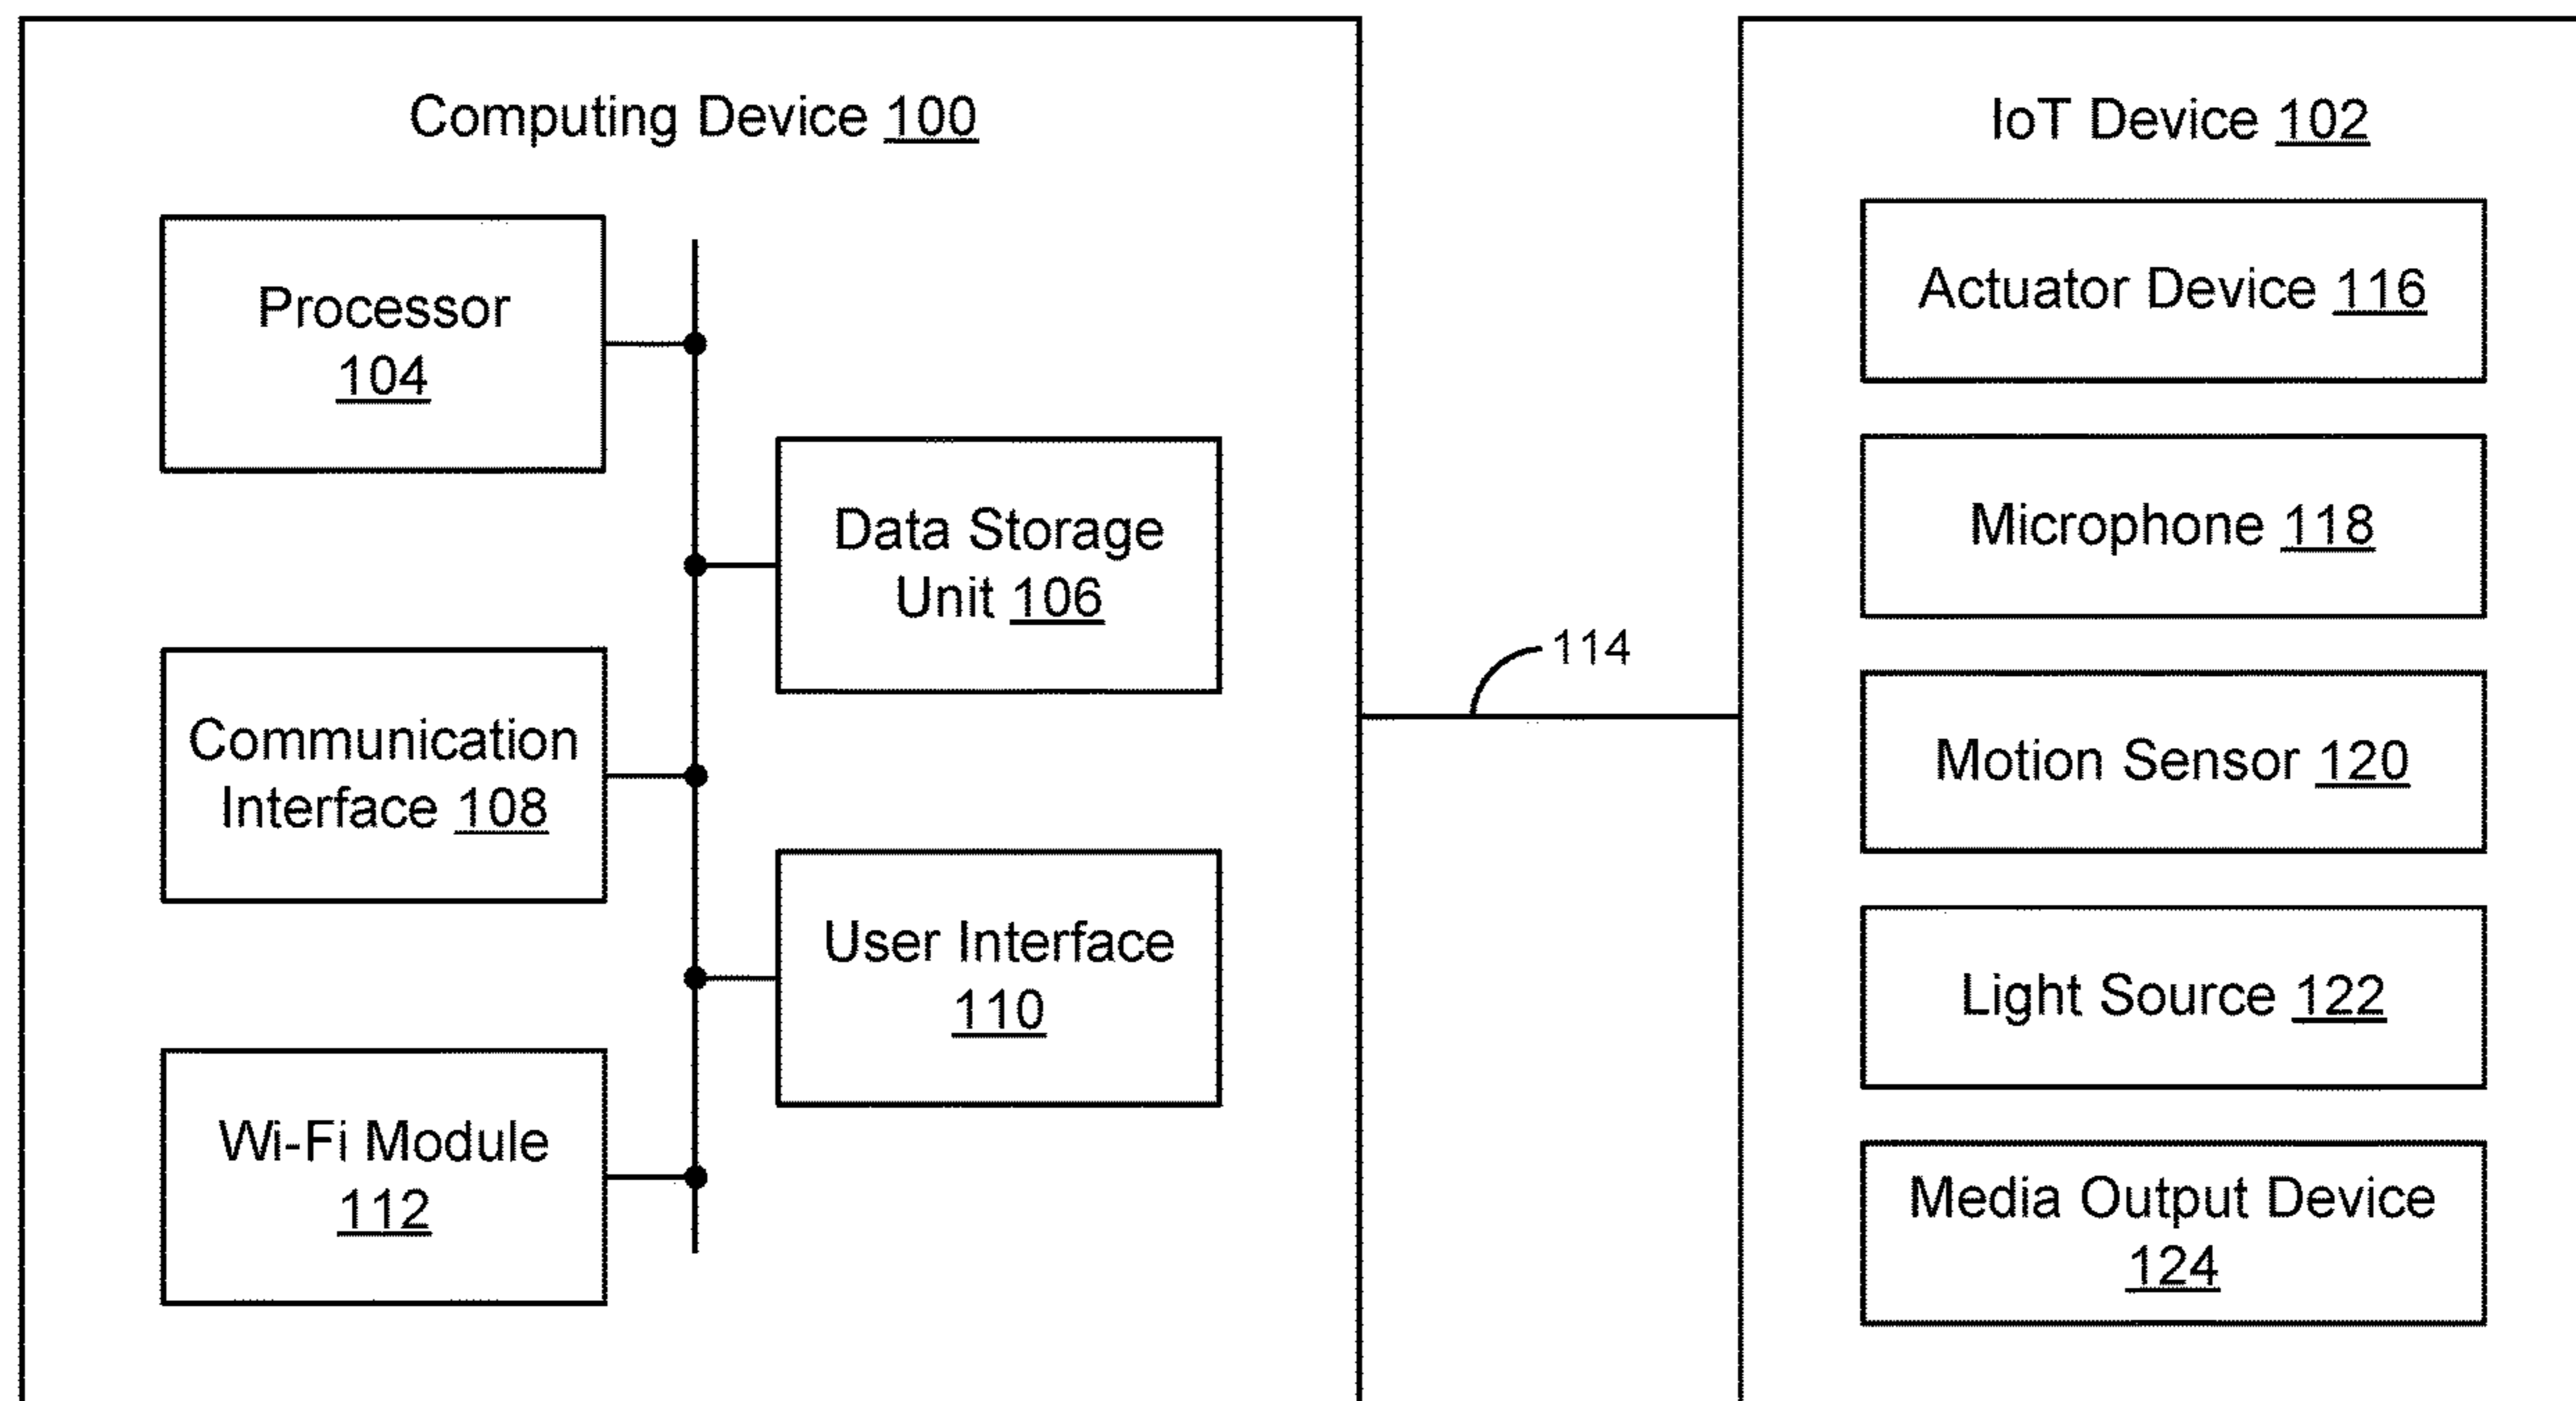 Computing Device 100
Processor
104
Data Storage
Unit 106
Communication
Interface 108
User Interface
110
Wi-Fi Module
112
114
IoT Device 102
Actuator Device 116
Microphone 118
Motion Sensor 120
Light Source 122
Media Output Device
124